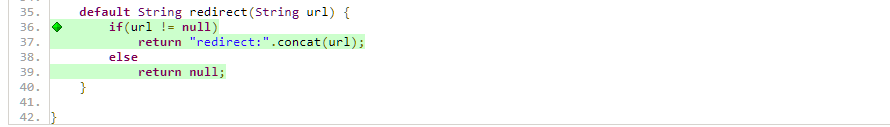 35. default String redirect(String url) {
36. if(url != null)
37. return "redirect:".concat(url);
38. else
39. return null;
40. }
41.
42. }